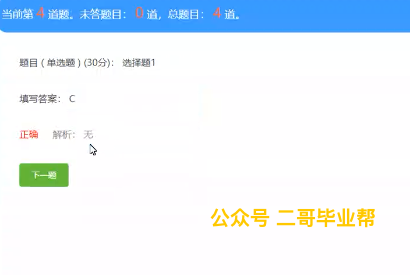 当前第 4 道题。未答题目： 0 道，总题目： 4 道。
题目 ( 单选题 ) (30分)： 选择题1
填写答案： C
正确 解析： 无
下一题
公众号 二哥毕业帮